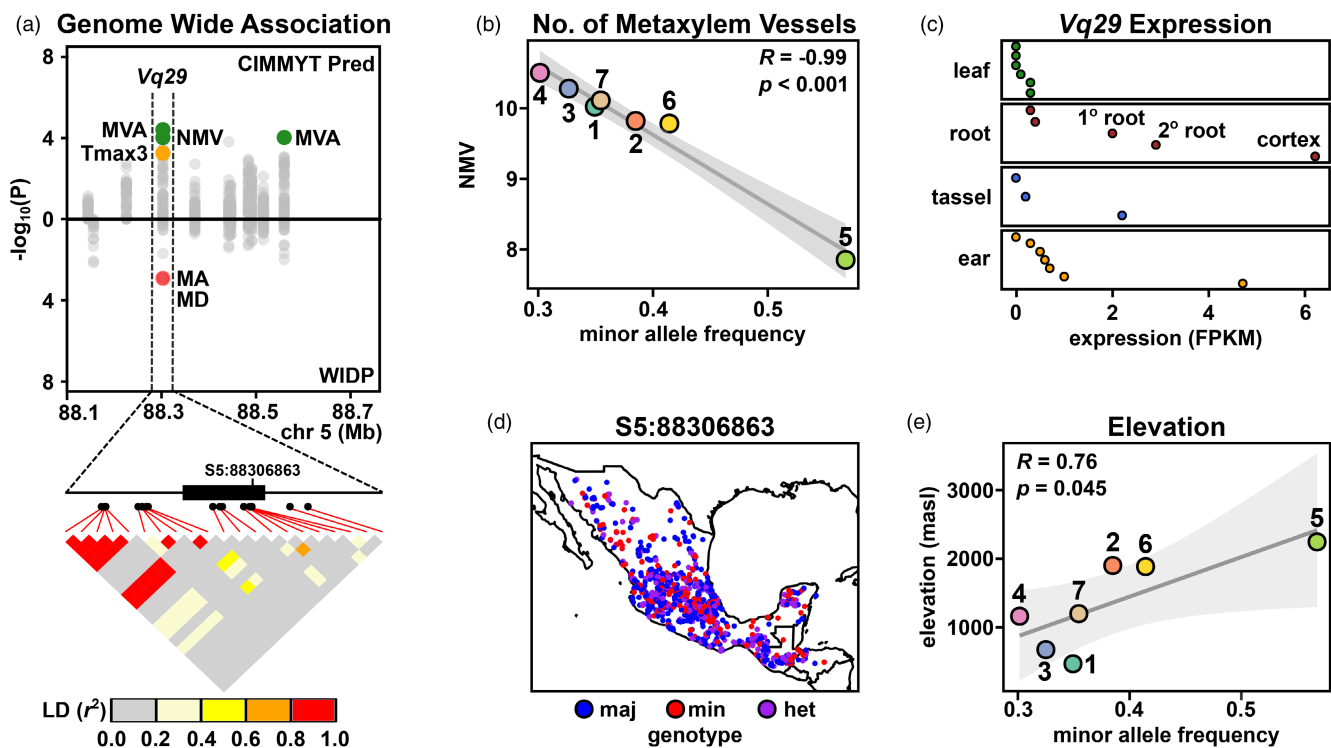 (a) Genome Wide Association
8
CIMMYT Pred
Vq29
MVA
NMV
MVA
4
Tmax3
-log10(P)
0
MA
MD
4
WIDP
8
88.1 88.3 88.5 88.7
chr 5 (Mb)
S5:88306863
LD (r²)
0.0 0.2 0.4 0.6 0.8 1.0
(b) No. of Metaxylem Vessels
R = -0.99
p < 0.001
10
9
8
NMV
4 3 1 7 2 6 5
0.3 0.4 0.5
minor allele frequency
(c) Vq29 Expression
leaf
root
1° root
2° root
cortex
tassel
ear
0 2 4 6
expression (FPKM)
(d) S5:88306863
maj min het
genotype
(e) Elevation
R = 0.76
p = 0.045
3000
2000
1000
elevation (masl)
4 3 1 7 2 6 5
0.3 0.4 0.5
minor allele frequency